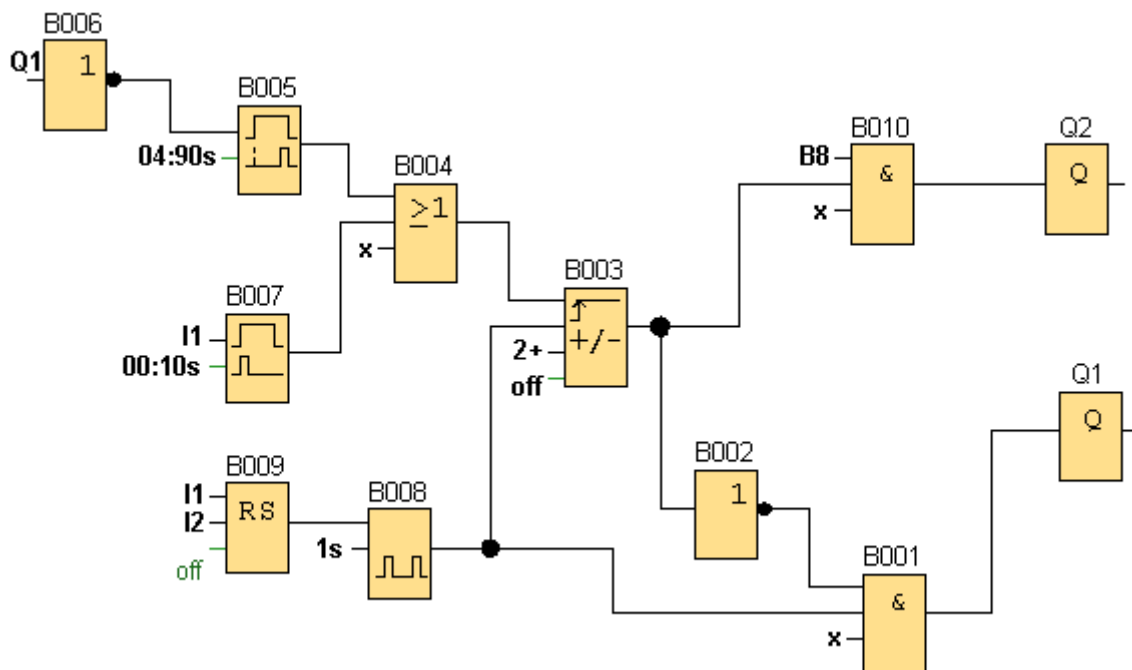 B006
Q1
1
B005
04:90s
B004
≥1
x
B010
B8
&
x
Q2
Q
B003
+/-
2+
off
B007
I1
00:10s
Q1
Q
B009
I1
I2
RS
off
B008
1s
B002
1
B001
&
x